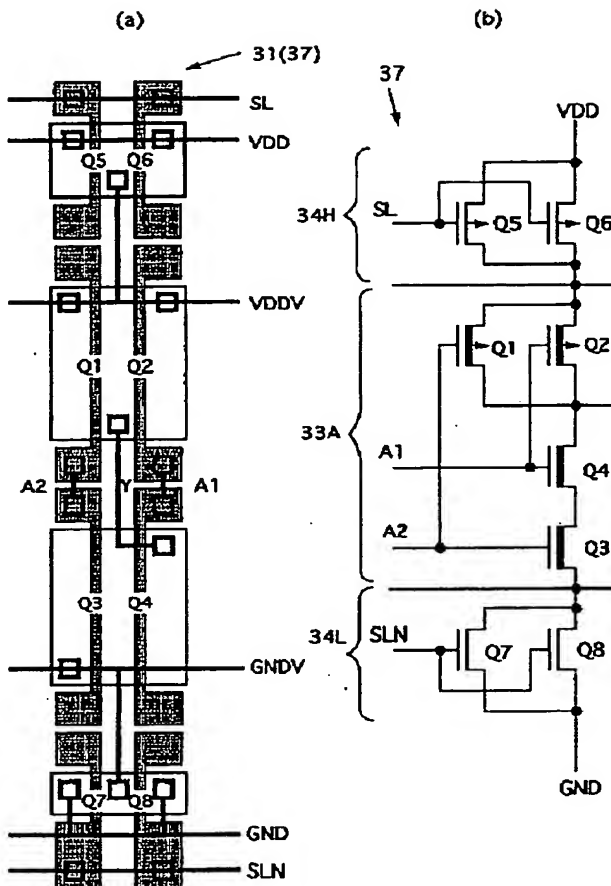 (a)
31(37)
SL
VDD
Q5 Q6
VDDV
Q1 Q2
A2 Y A1
Q3 Q4
GNDV
Q7 Q8
GND
SLN
(b)
37
VDD
34H
SL
Q5
Q6
33A
Q1
Q2
A1
Q4
A2
Q3
34L
SLN
Q7
Q8
GND